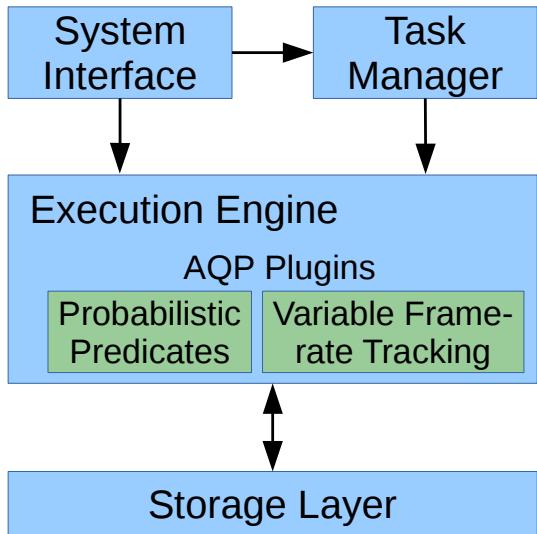 System
Interface
Task
Manager
Execution Engine
AQP Plugins
Probabilistic
Predicates
Variable Frame-
rate Tracking
Storage Layer